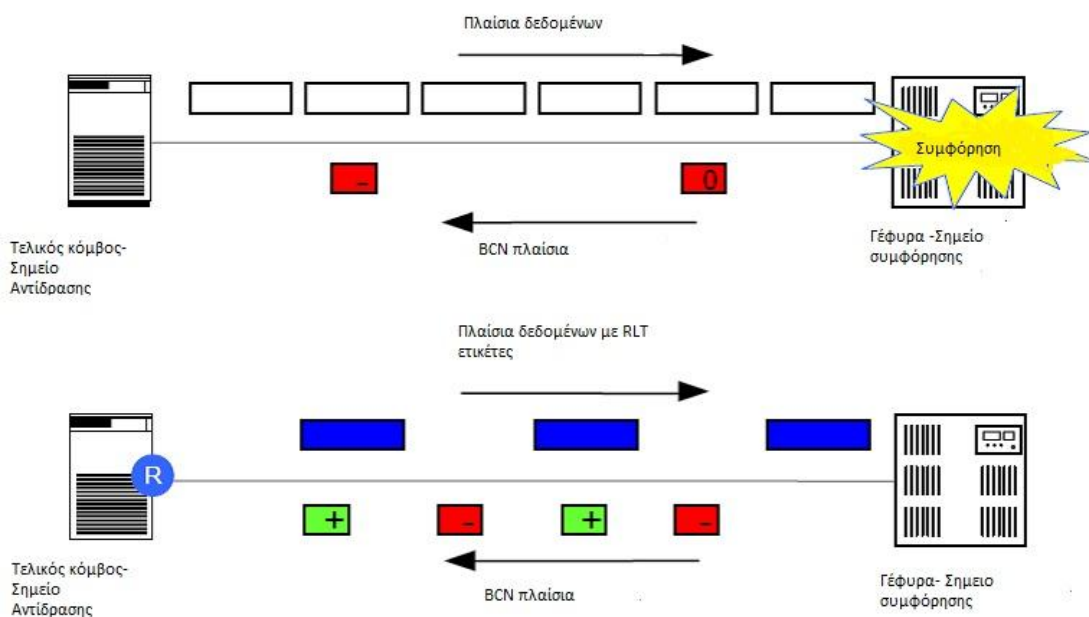 Πλαίσια δεδομένων
Συμφόρηση
- 0
BCN πλαίσια
Τελικός κόμβος-
Σημείο
Αντίδρασης
Γέφυρα -Σημείο
συμφόρησης
Πλαίσια δεδομένων με RLT
ετικέτες
R
+ - + -
BCN πλαίσια
Τελικός κόμβος-
Σημείο
Αντίδρασης
Γέφυρα- Σημειο
συμφόρησης